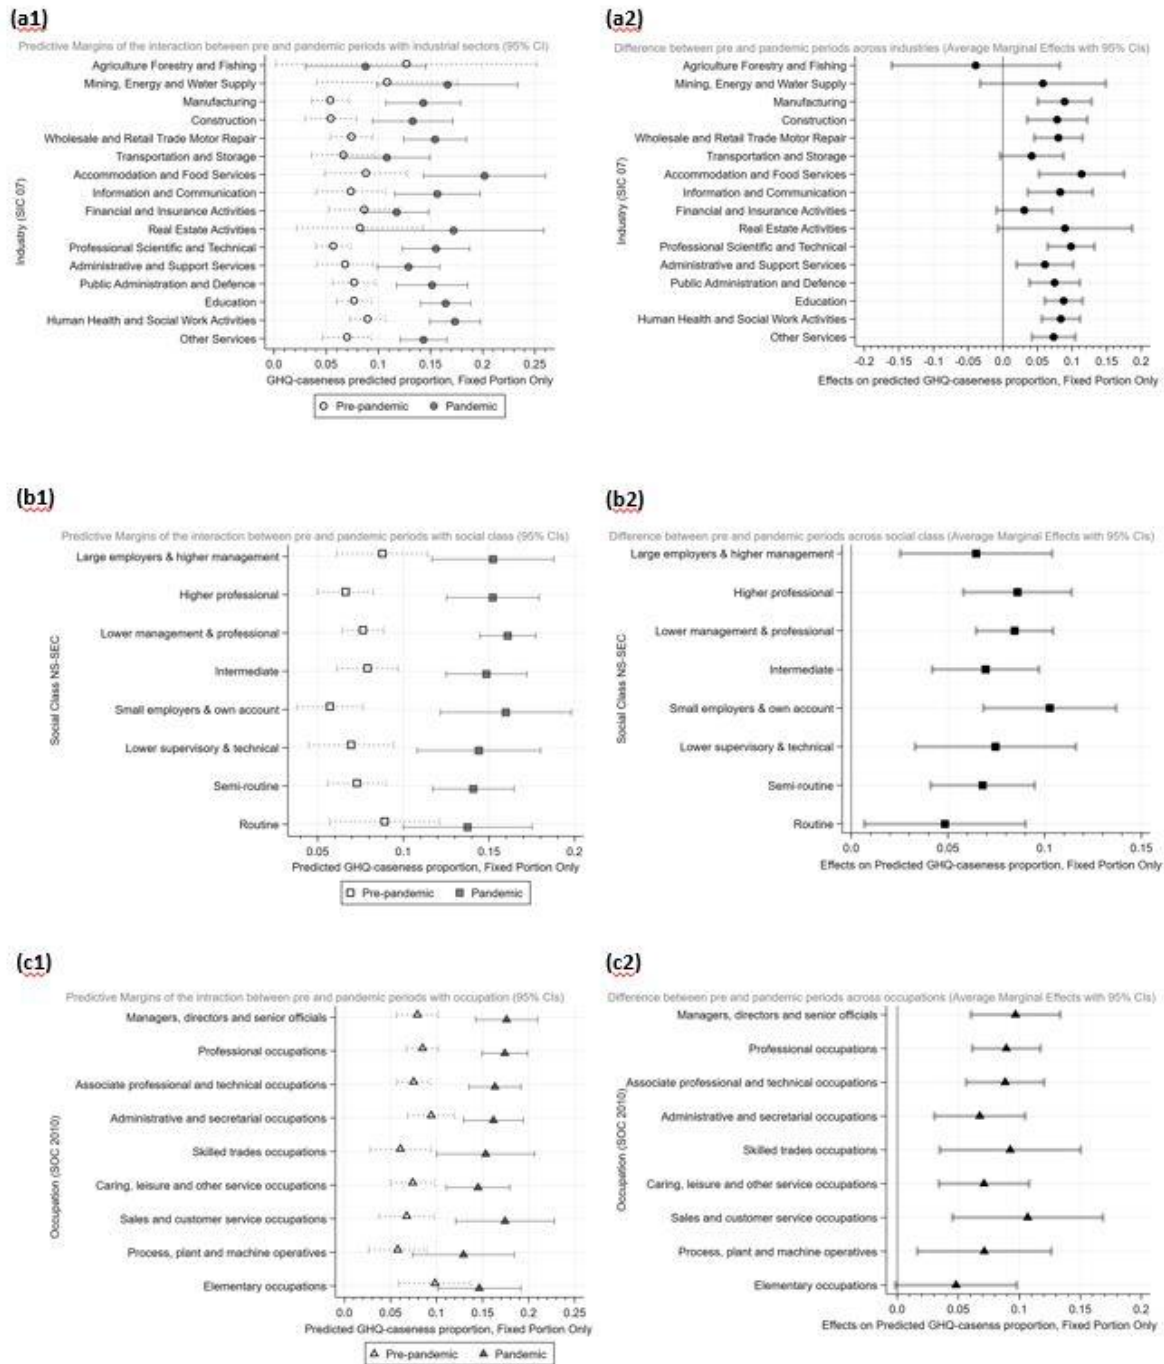 (a1)
Predictive Margins of the interaction between pre and pandemic periods with industrial sectors (95% CI)
Agriculture Forestry and Fishing
Mining, Energy and Water Supply
Manufacturing
Construction
Wholesale and Retail Trade Motor Repair
Transportation and Storage
Accommodation and Food Services
Information and Communication
Financial and Insurance Activities
Real Estate Activities
Professional Scientific and Technical
Administrative and Support Services
Public Administration and Defence
Education
Human Health and Social Work Activities
Other Services
Industry (SIC 07)
0.0 0.05 0.1 0.15 0.2 0.25
GHQ-caseness predicted proportion, Fixed Portion Only
Pre-pandemic Pandemic
(a2)
Difference between pre and pandemic periods across industries (Average Marginal Effects with 95% CIs)
Agriculture Forestry and Fishing
Mining, Energy and Water Supply
Manufacturing
Construction
Wholesale and Retail Trade Motor Repair
Transportation and Storage
Accommodation and Food Services
Information and Communication
Financial and Insurance Activities
Real Estate Activities
Professional Scientific and Technical
Administrative and Support Services
Public Administration and Defence
Education
Human Health and Social Work Activities
Other Services
Industry (SIC 07)
-0.2 -0.15 -0.1 -0.05 0.0 0.05 0.1 0.15 0.2
Effects on predicted GHQ-caseness proportion, Fixed Portion Only
(b1)
Predictive Margins of the interaction between pre and pandemic periods with social class (95% CIs)
Large employers & higher management
Higher professional
Lower management & professional
Intermediate
Small employers & own account
Lower supervisory & technical
Semi-routine
Routine
Social Class NS-SEC
0.05 0.1 0.15 0.2
Predicted GHQ-caseness proportion, Fixed Portion Only
Pre-pandemic Pandemic
(b2)
Difference between pre and pandemic periods across social class (Average Marginal Effects with 95% CIs)
Large employers & higher management
Higher professional
Lower management & professional
Intermediate
Small employers & own account
Lower supervisory & technical
Semi-routine
Routine
Social Class NS-SEC
0.0 0.05 0.1 0.15
Effects on Predicted GHQ-caseness proportion, Fixed Portion Only
(c1)
Predictive Margins of the intraction between pre and pandemic periods with occupation (95% CIs)
Managers, directors and senior officials
Professional occupations
Associate professional and technical occupations
Administrative and secretarial occupations
Skilled trades occupations
Caring, leisure and other service occupations
Sales and customer service occupations
Process, plant and machine operatives
Elementary occupations
Occupation (SOC 2010)
0.0 0.05 0.1 0.15 0.2 0.25
Predicted GHQ-caseness proportion, Fixed Portion Only
Pre-pandemic Pandemic
(c2)
Difference between pre and pandemic periods across occupations (Average Marginal Effects with 95% CIs)
Managers, directors and senior officials
Professional occupations
Associate professional and technical occupations
Administrative and secretarial occupations
Skilled trades occupations
Caring, leisure and other service occupations
Sales and customer service occupations
Process, plant and machine operatives
Elementary occupations
Occupation (SOC 2010)
0.0 0.05 0.1 0.15 0.2
Effects on Predicted GHQ-casenss proportion, Fixed Portion Only